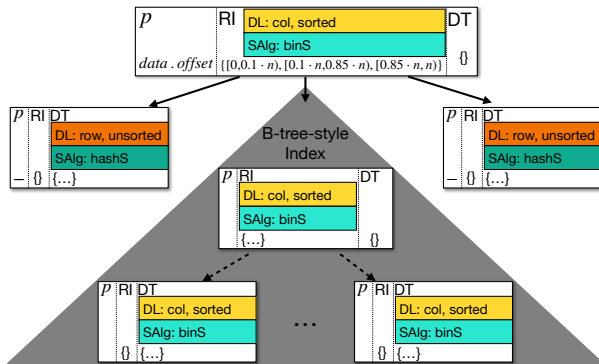 p RI DT
DL: col, sorted
SAlg: binS
data.offset {[0,0.1 · n), [0.1 · n,0.85 · n), [0.85 · n, n)} {}
p RI DT
DL: row, unsorted
SAlg: hashS
– {} {...}
B-tree-style
Index
p RI DT
DL: col, sorted
SAlg: binS
{...} {}
p RI DT
DL: row, unsorted
SAlg: hashS
– {} {...}
p RI DT
DL: col, sorted
SAlg: binS
{} {...}
...
p RI DT
DL: col, sorted
SAlg: binS
{} {...}